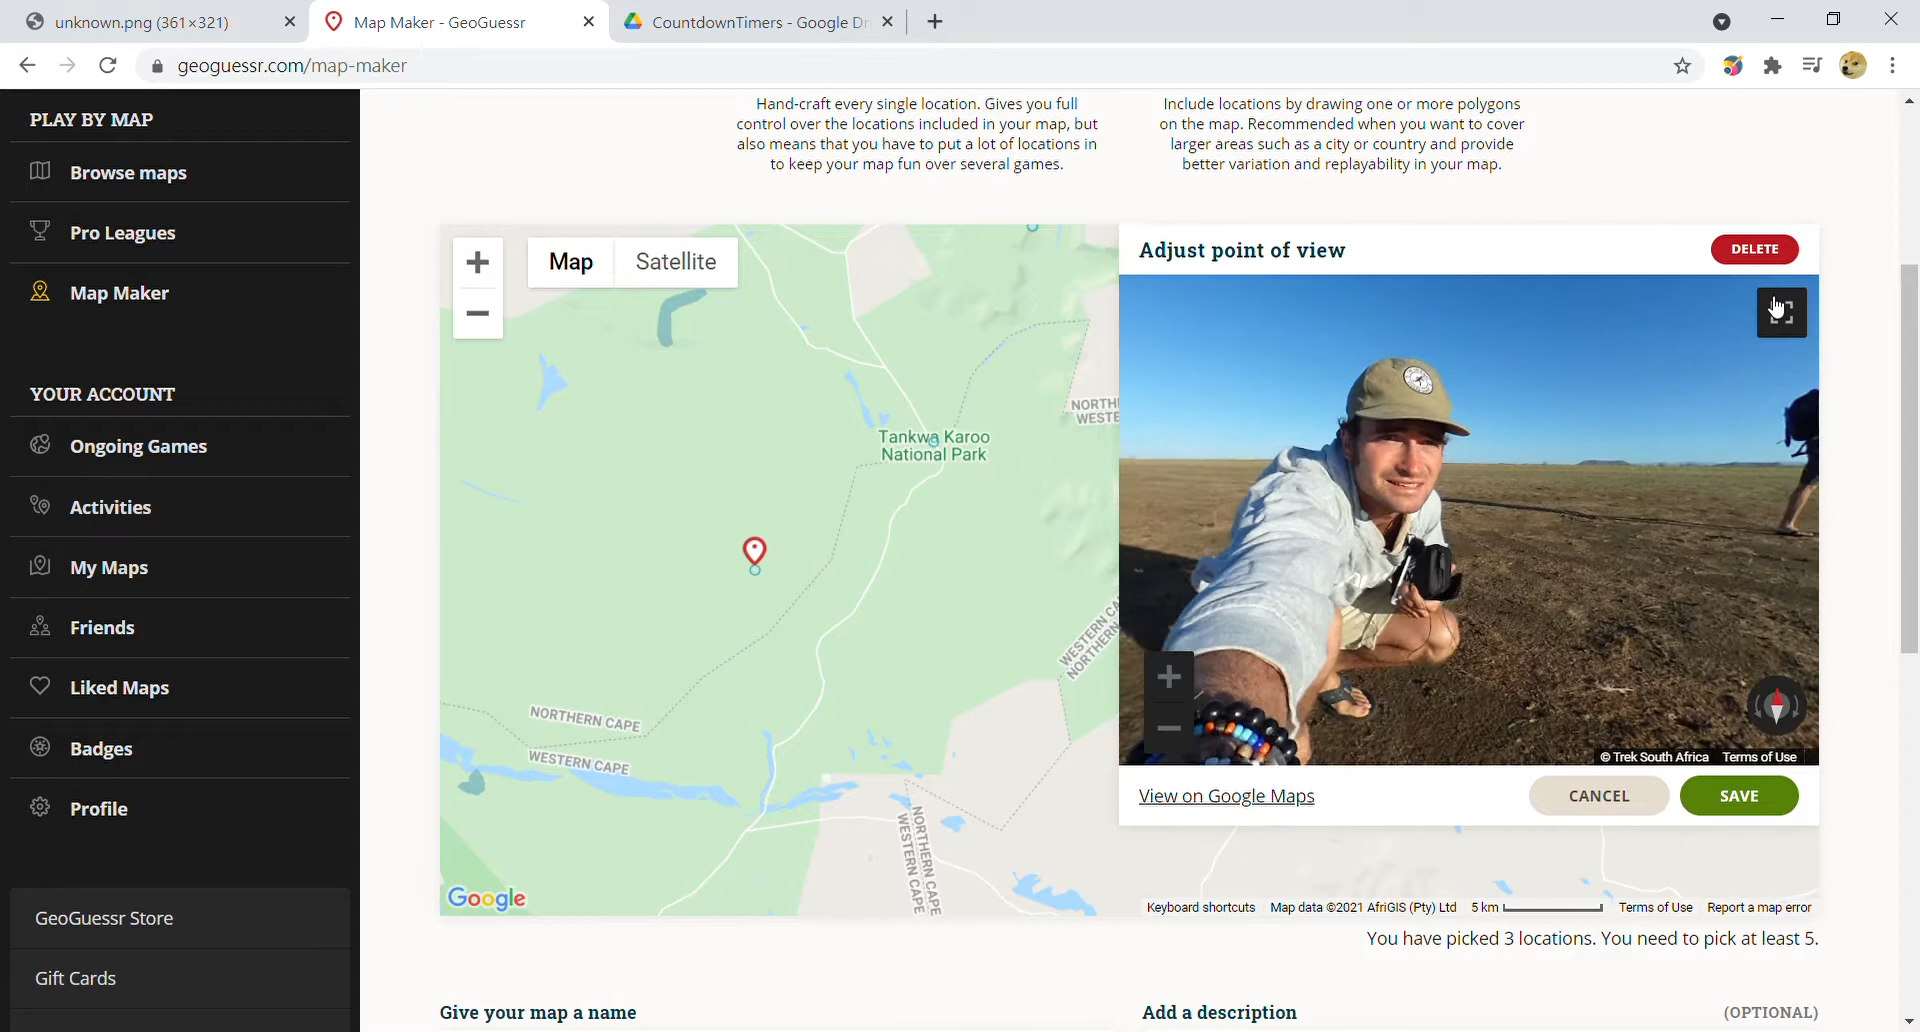 unknown.png (361×321)
Map Maker - GeoGuessr
CountdownTimers - Google Dr
geoguessr.com/map-maker
PLAY BY MAP
Browse maps
Pro Leagues
Map Maker
YOUR ACCOUNT
Ongoing Games
Activities
My Maps
Friends
Liked Maps
Badges
Profile
GeoGuessr Store
Gift Cards
Hand-craft every single location. Gives you full
control over the locations included in your map, but
also means that you have to put a lot of locations in
to keep your map fun over several games.
Include locations by drawing one or more polygons
on the map. Recommended when you want to cover
larger areas such as a city or country and provide
better variation and replayability in your map.
Map
Satellite
NORTH
WESTE
Tankwa Karoo
National Park
WESTERN CA
NORTHERN
NORTHERN CAPE
WESTERN CAPE
NORTHERN CAPE
WESTERN CAPE
Google
Adjust point of view
DELETE
© Trek South Africa
Terms of Use
View on Google Maps
CANCEL
SAVE
Keyboard shortcuts
Map data ©2021 AfriGIS (Pty) Ltd
5 km
Terms of Use
Report a map error
You have picked 3 locations. You need to pick at least 5.
Give your map a name
Add a description
(OPTIONAL)